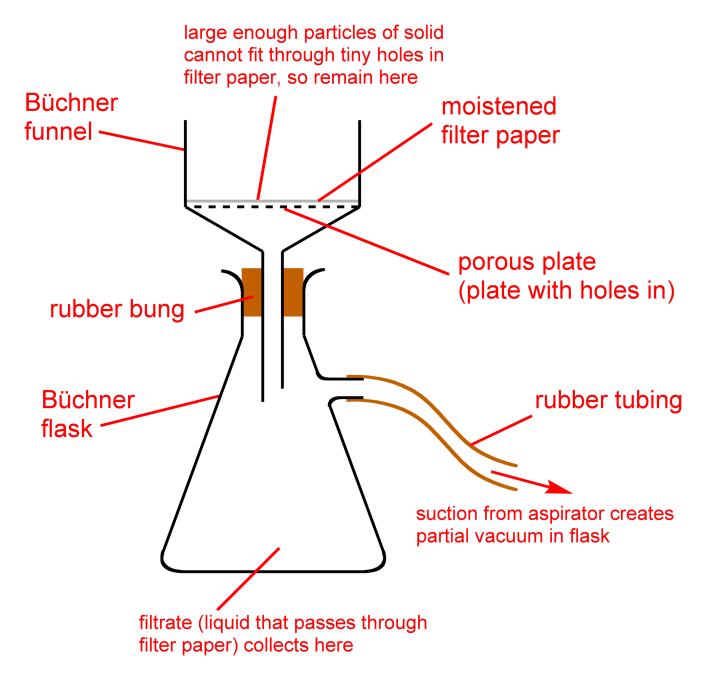 large enough particles of solid
cannot fit through tiny holes in
filter paper, so remain here
Büchner
funnel
moistened
filter paper
porous plate
(plate with holes in)
rubber bung
Büchner
flask
rubber tubing
suction from aspirator creates
partial vacuum in flask
filtrate (liquid that passes through
filter paper) collects here